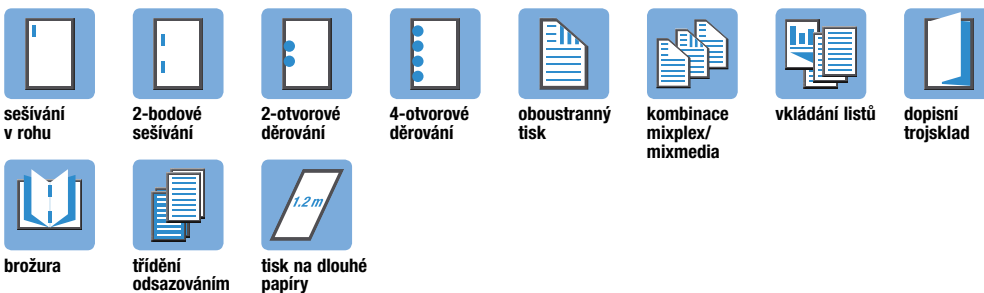 sešívání
v rohu
2-bodové
sešívání
2-otvorové
děrování
4-otvorové
děrování
oboustranný
tisk
kombinace
mixplex/
mixmedia
vkládání listů
dopisní
trojsklad
1.2 m
brožura
třídění
odsazováním
tisk na dlouhé
papíry